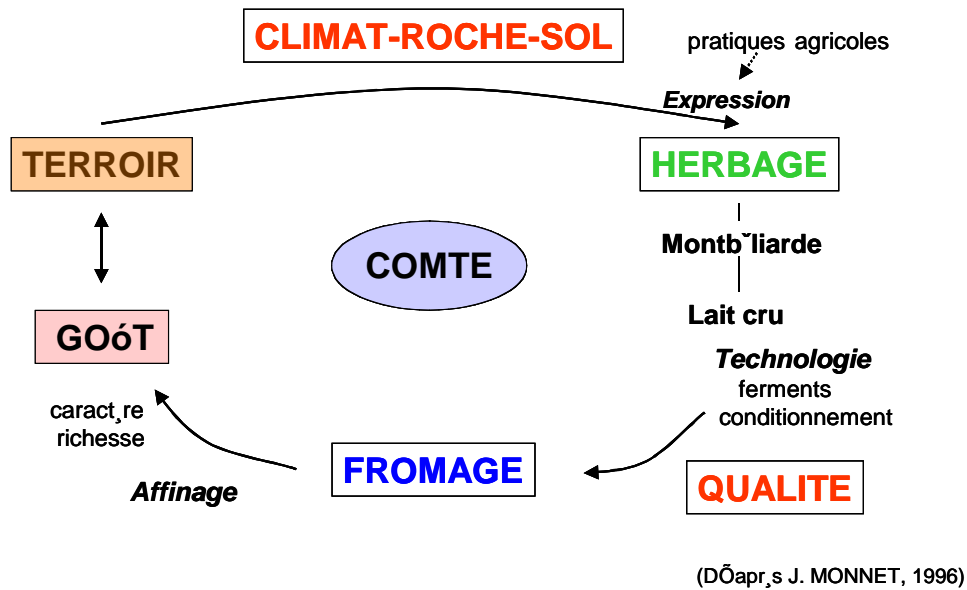 CLIMAT-ROCHE-SOL
pratiques agricoles
Expression
TERROIR
HERBAGE
Montb˘liarde
COMTE
Lait cru
GOóT
Technologie
ferments
conditionnement
caract¸re
richesse
FROMAGE
Affinage
QUALITE
(DÕapr¸s J. MONNET, 1996)